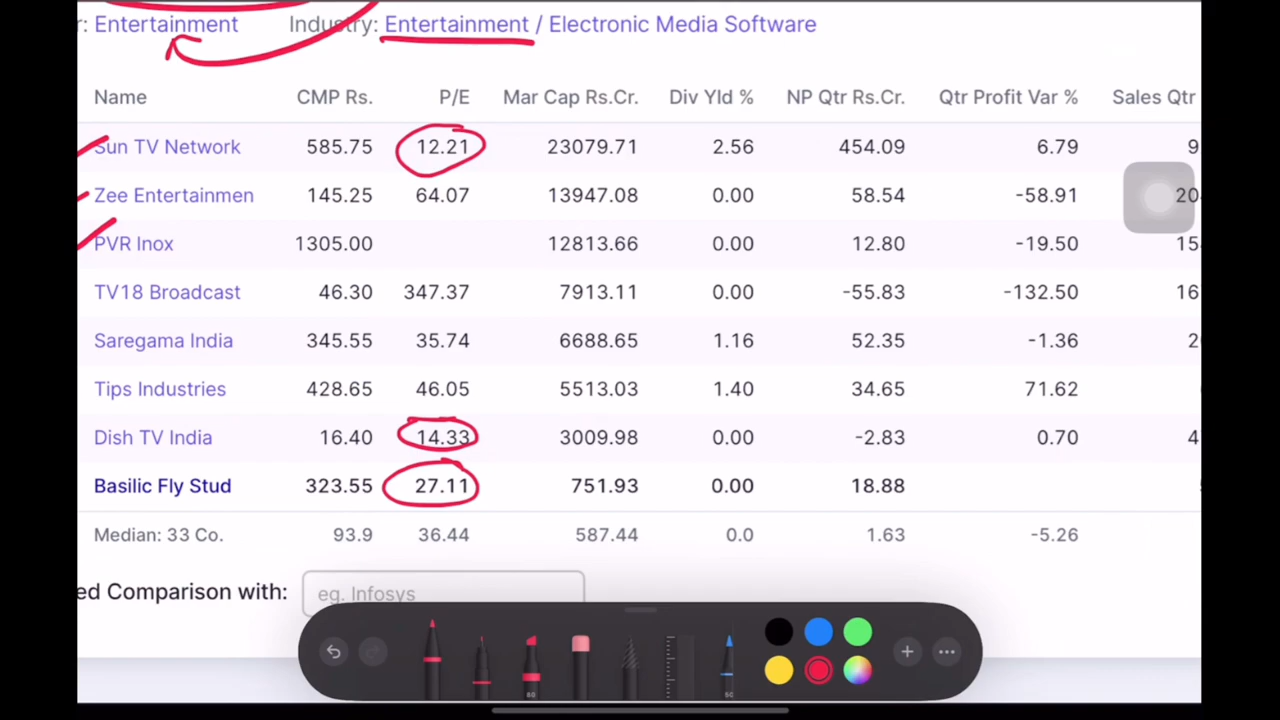 r: Entertainment Industry: Entertainment / Electronic Media Software
Name CMP Rs. P/E Mar Cap Rs.Cr. Div Yld % NP Qtr Rs.Cr. Qtr Profit Var % Sales Qtr
Sun TV Network 585.75 12.21 23079.71 2.56 454.09 6.79 9
Zee Entertainmen 145.25 64.07 13947.08 0.00 58.54 -58.91 20
PVR Inox 1305.00 12813.66 0.00 12.80 -19.50 15
TV18 Broadcast 46.30 347.37 7913.11 0.00 -55.83 -132.50 16
Saregama India 345.55 35.74 6688.65 1.16 52.35 -1.36 2
Tips Industries 428.65 46.05 5513.03 1.40 34.65 71.62
Dish TV India 16.40 14.33 3009.98 0.00 -2.83 0.70 4
Basilic Fly Stud 323.55 27.11 751.93 0.00 18.88
Median: 33 Co. 93.9 36.44 587.44 0.0 1.63 -5.26
ed Comparison with: eg. Infosys
80 50